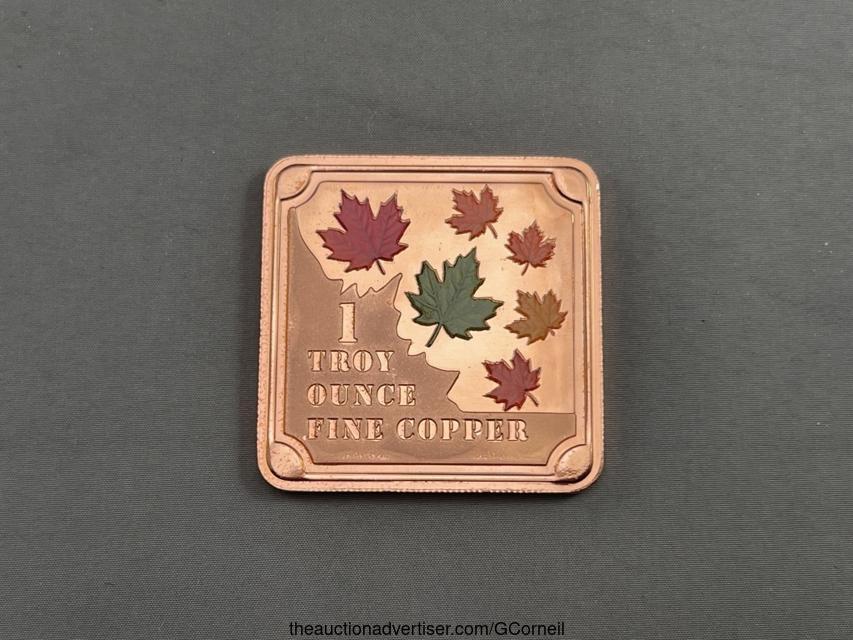 1
TROY
OUNCE
FINE COPPER
theauctionadvertiser.com/GCorneil